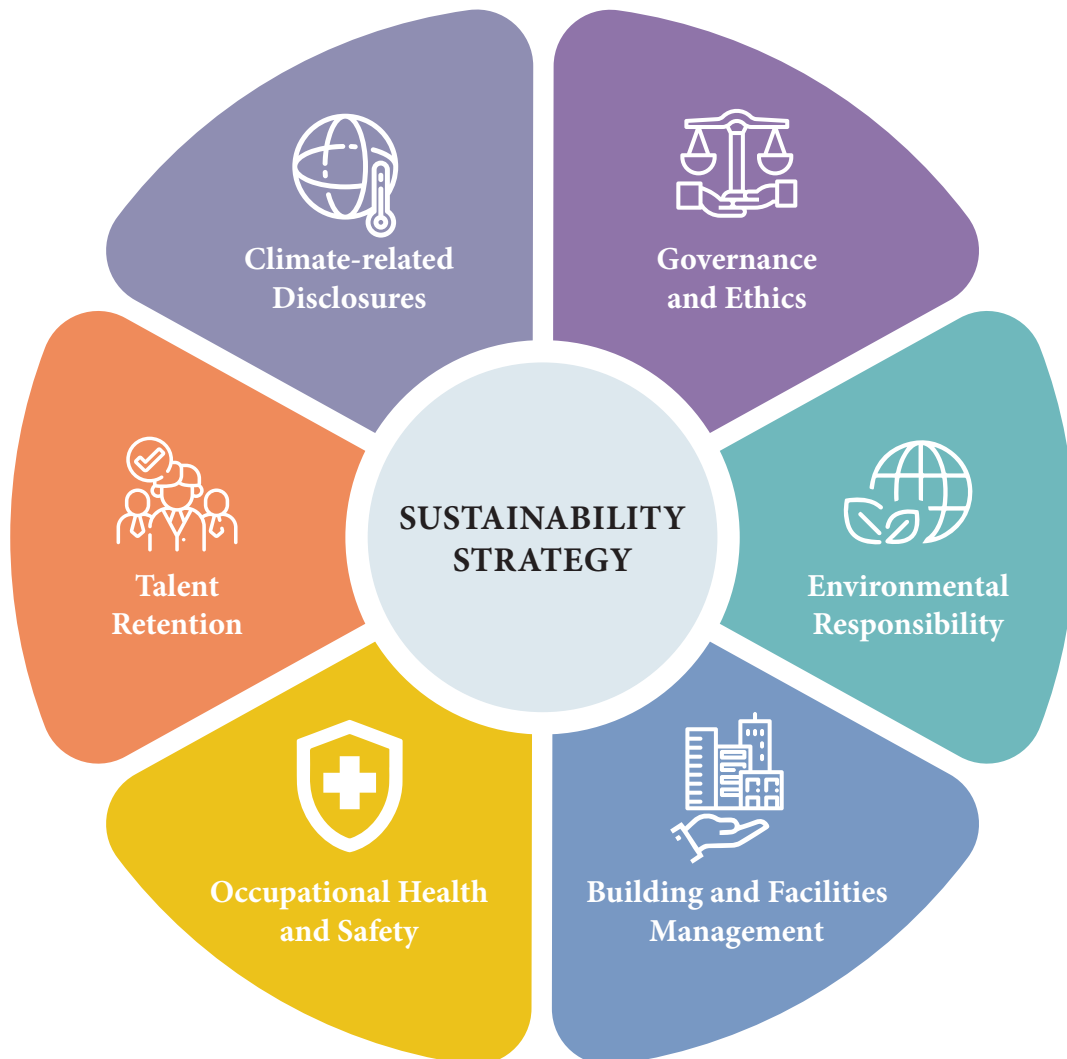 Climate-related
Disclosures
Governance
and Ethics
Talent
Retention
SUSTAINABILITY
STRATEGY
Environmental
Responsibility
Occupational Health
and Safety
Building and Facilities
Management